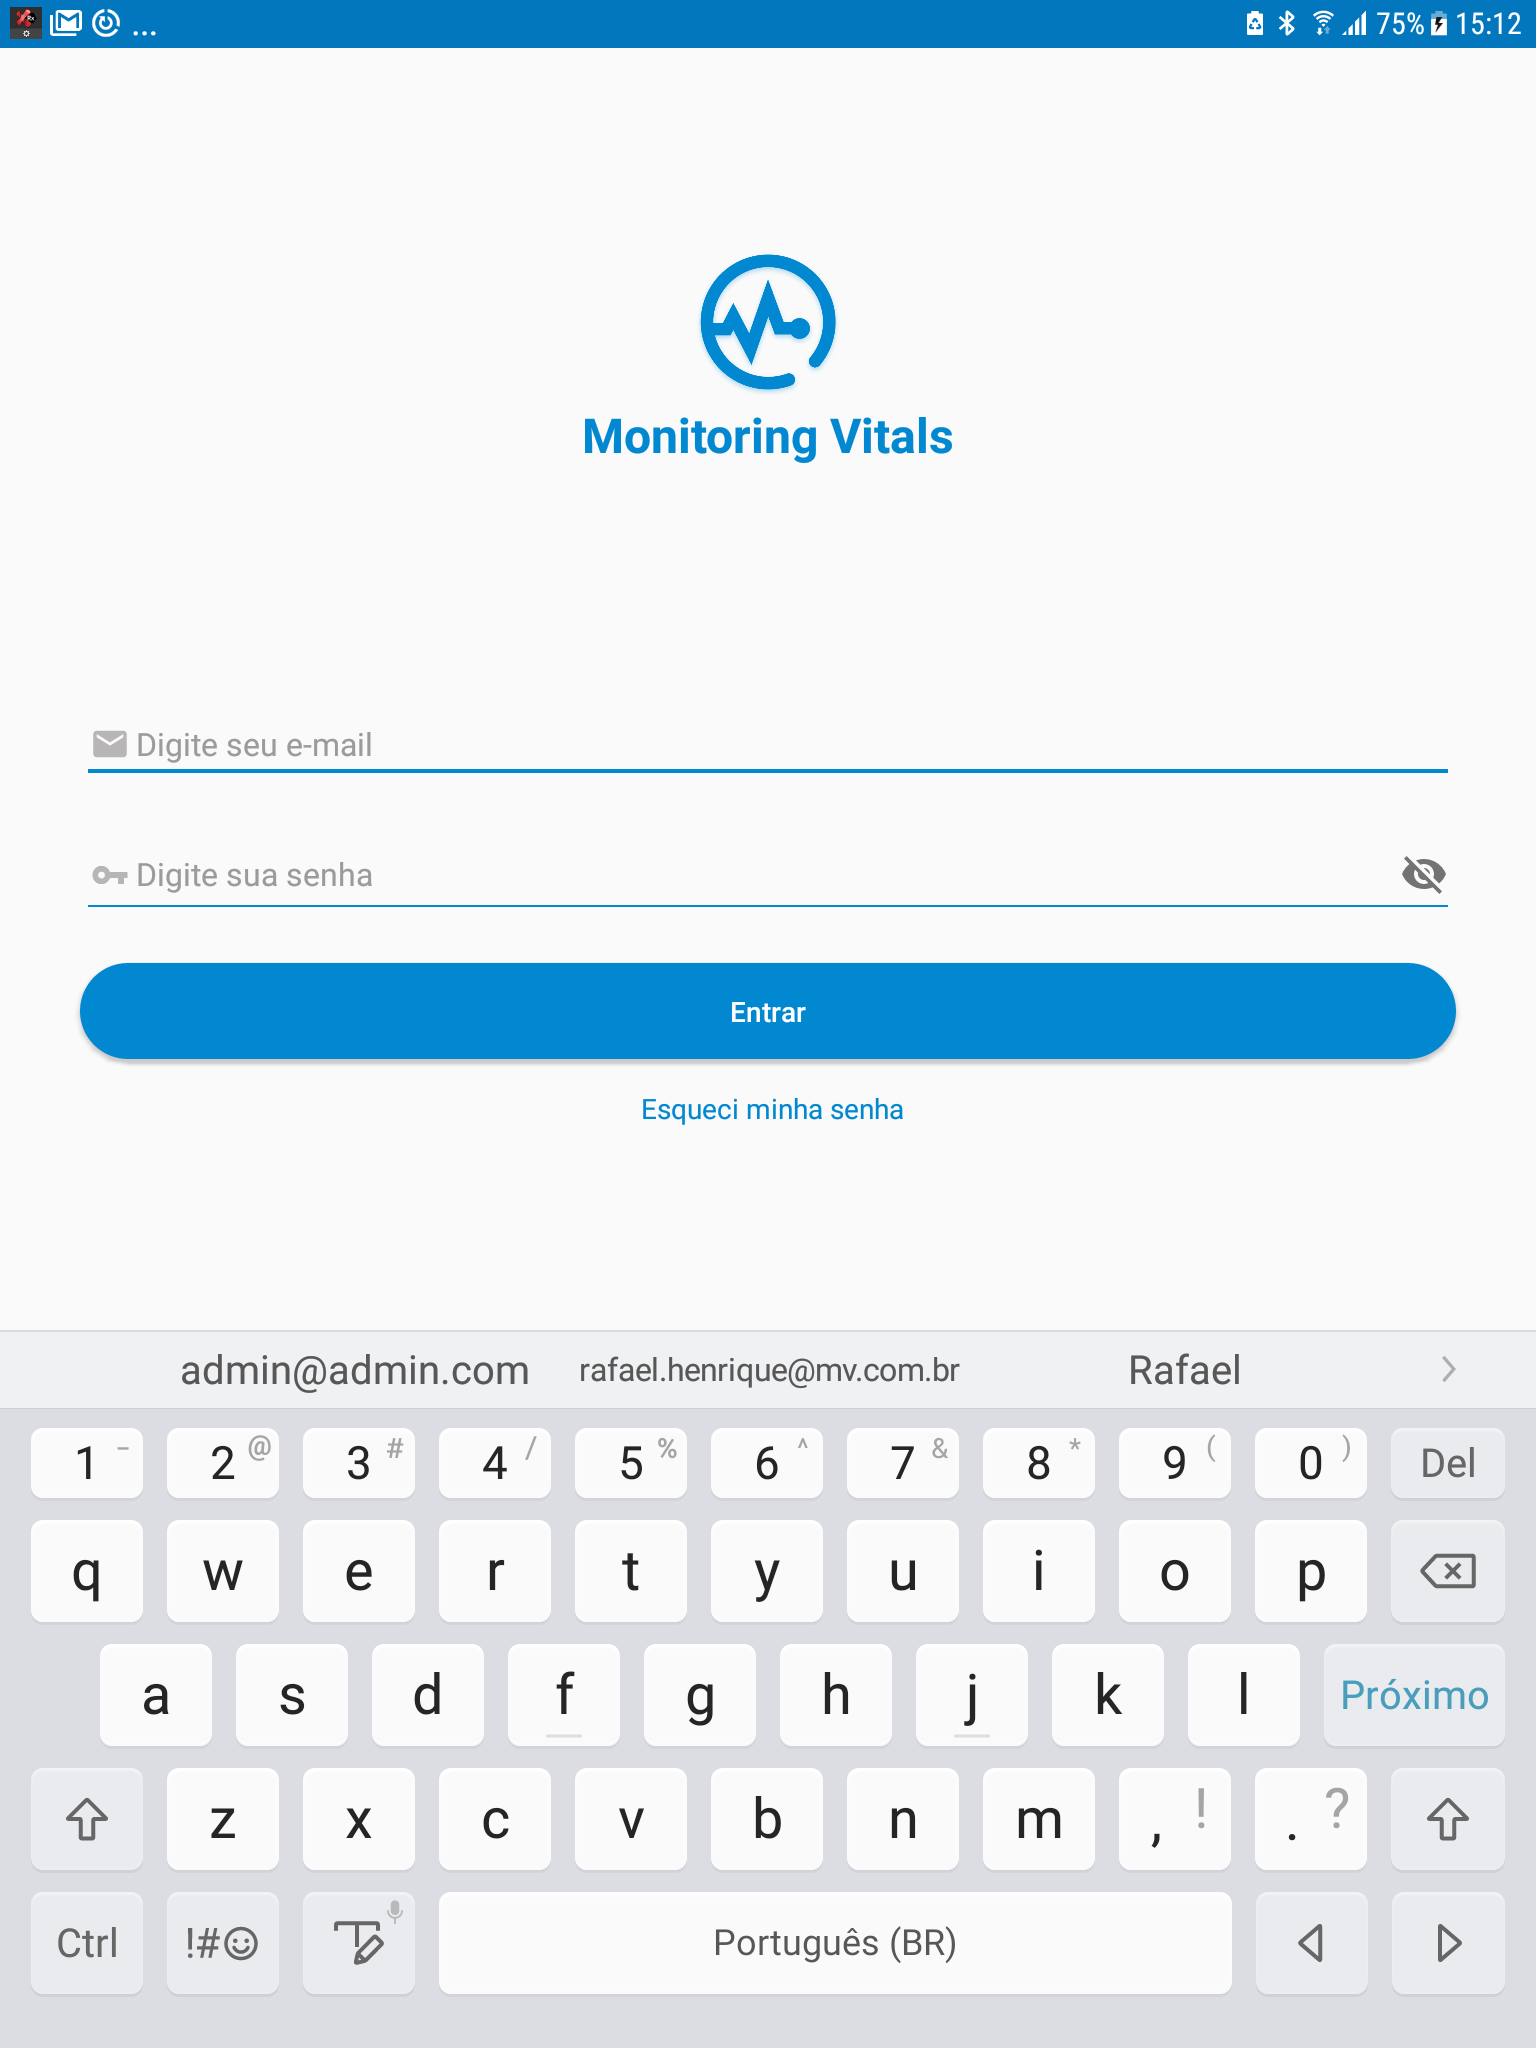 ... 75% 15:12
Monitoring Vitals
Digite seu e-mail
Digite sua senha
Entrar
Esqueci minha senha
admin@admin.com rafael.henrique@mv.com.br Rafael
1 - 2 @ 3 # 4 / 5 % 6 ^ 7 & 8 * 9 ( 0 ) Del
q w e r t y u i o p
a s d f g h j k l Próximo
z x c v b n m , ! . ?
Ctrl !#☺ Português (BR)